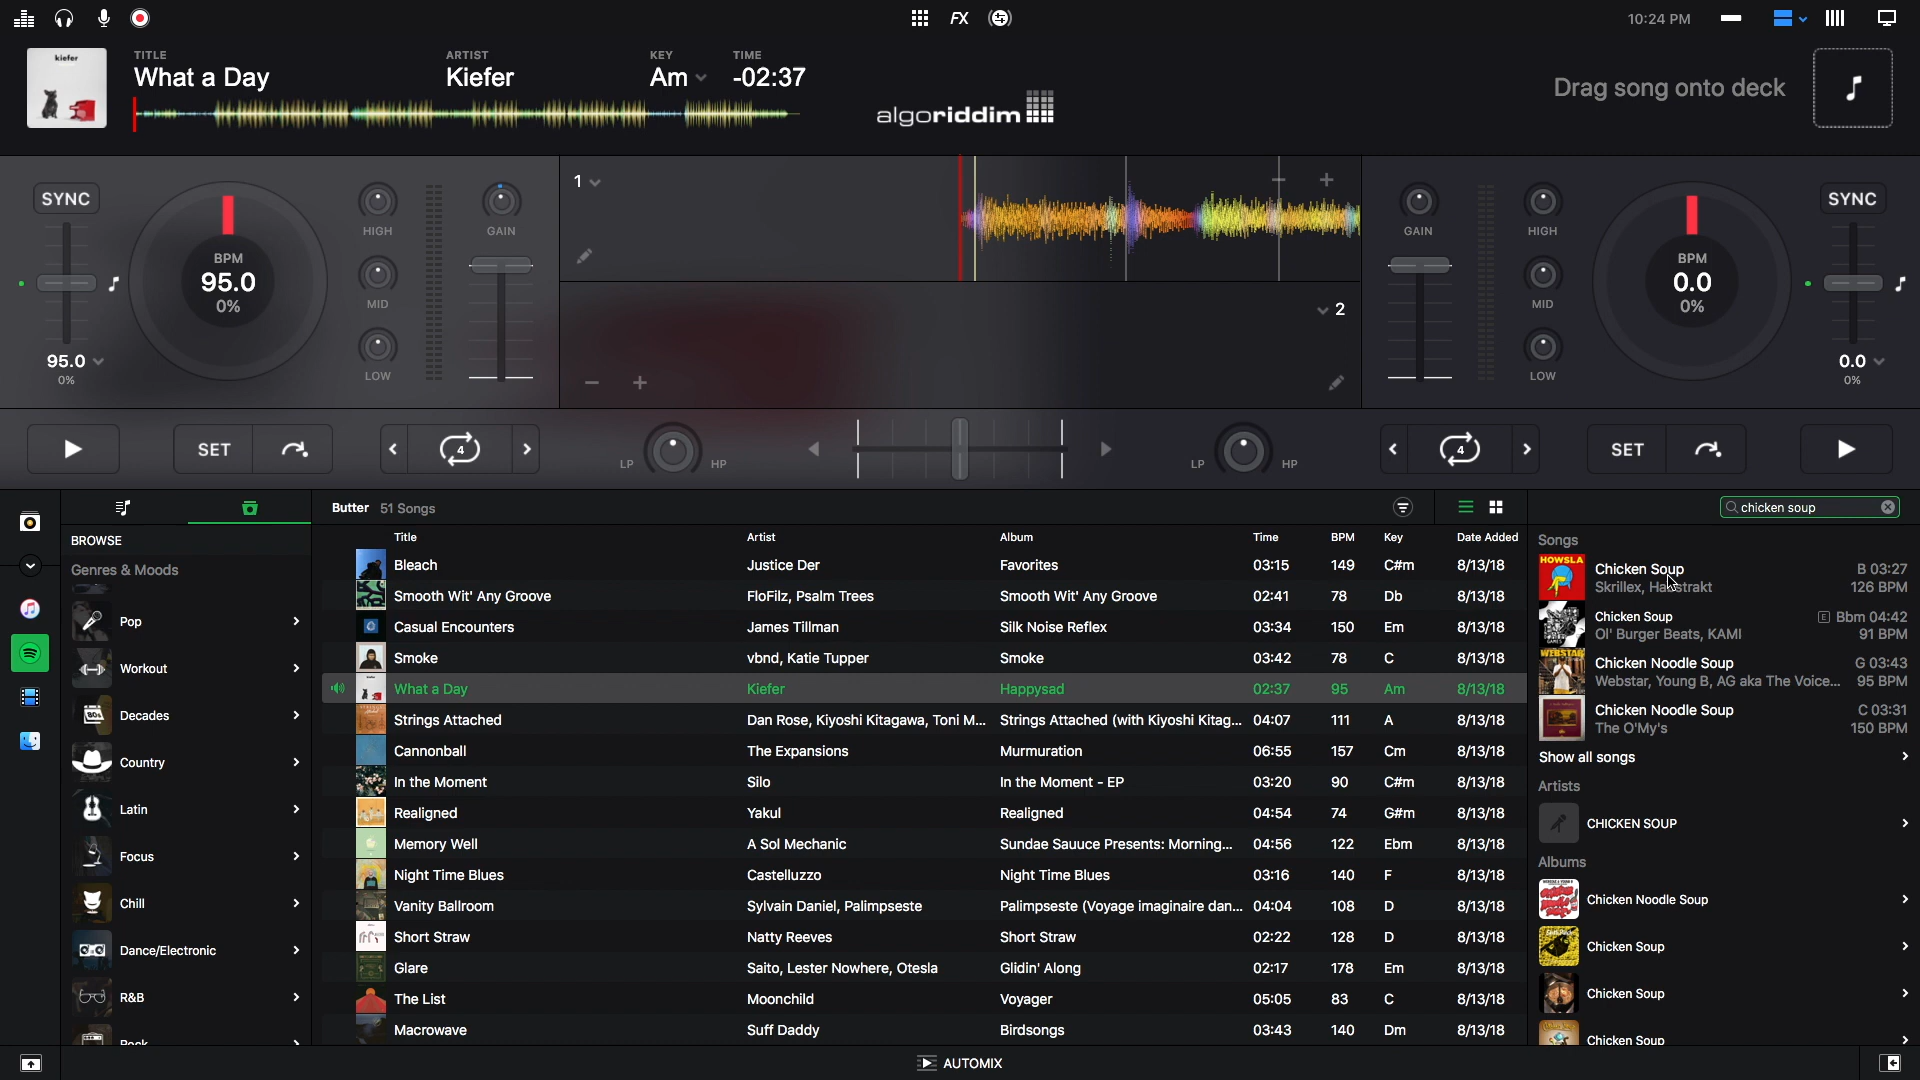 FX
10:24 PM
kiefer
TITLE ARTIST KEY TIME
What a Day Kiefer Am -02:37
algoriddim
Drag song onto deck
SYNC
BPM
95.0
0%
95.0
0%
HIGH
MID
LOW
GAIN
1
2
GAIN
HIGH
MID
LOW
BPM
0.0
0%
SYNC
0.0
0%
SET 4 LP HP LP HP 4 SET
Butter 51 Songs
chicken soup
BROWSE
Genres & Moods
Pop
Workout
Decades
Country
Latin
Focus
Chill
Dance/Electronic
R&B
Rock
Title Artist Album Time BPM Key Date Added
Bleach Justice Der Favorites 03:15 149 C#m 8/13/18
Smooth Wit' Any Groove FloFilz, Psalm Trees Smooth Wit' Any Groove 02:41 78 Db 8/13/18
Casual Encounters James Tillman Silk Noise Reflex 03:34 150 Em 8/13/18
Smoke vbnd, Katie Tupper Smoke 03:42 78 C 8/13/18
What a Day Kiefer Happysad 02:37 95 Am 8/13/18
Strings Attached Dan Rose, Kiyoshi Kitagawa, Toni M... Strings Attached (with Kiyoshi Kitag... 04:07 111 A 8/13/18
Cannonball The Expansions Murmuration 06:55 157 Cm 8/13/18
In the Moment Silo In the Moment - EP 03:20 90 C#m 8/13/18
Realigned Yakul Realigned 04:54 74 G#m 8/13/18
Memory Well A Sol Mechanic Sundae Sauuce Presents: Morning... 04:56 122 Ebm 8/13/18
Night Time Blues Castelluzzo Night Time Blues 03:16 140 F 8/13/18
Vanity Ballroom Sylvain Daniel, Palimpseste Palimpseste (Voyage imaginaire dan... 04:04 108 D 8/13/18
Short Straw Natty Reeves Short Straw 02:22 128 D 8/13/18
Glare Saito, Lester Nowhere, Otesla Glidin' Along 02:17 178 Em 8/13/18
The List Moonchild Voyager 05:05 83 C 8/13/18
Macrowave Suff Daddy Birdsongs 03:43 140 Dm 8/13/18
Songs
HOWSLA
Chicken Soup B 03:27
Skrillex, 126 BPM
Chicken Soup E Bbm 04:42
Ol' Burger Beats, KAMI 91 BPM
WEBSTAR
Chicken Noodle Soup G 03:43
Webstar, Young B, AG aka The Voice... 95 BPM
Chicken Noodle Soup C 03:31
The O'My's 150 BPM
Show all songs
Artists
CHICKEN SOUP
Albums
Chicken Noodle Soup
Chicken Soup
Chicken Soup
Chicken Soup
AUTOMIX